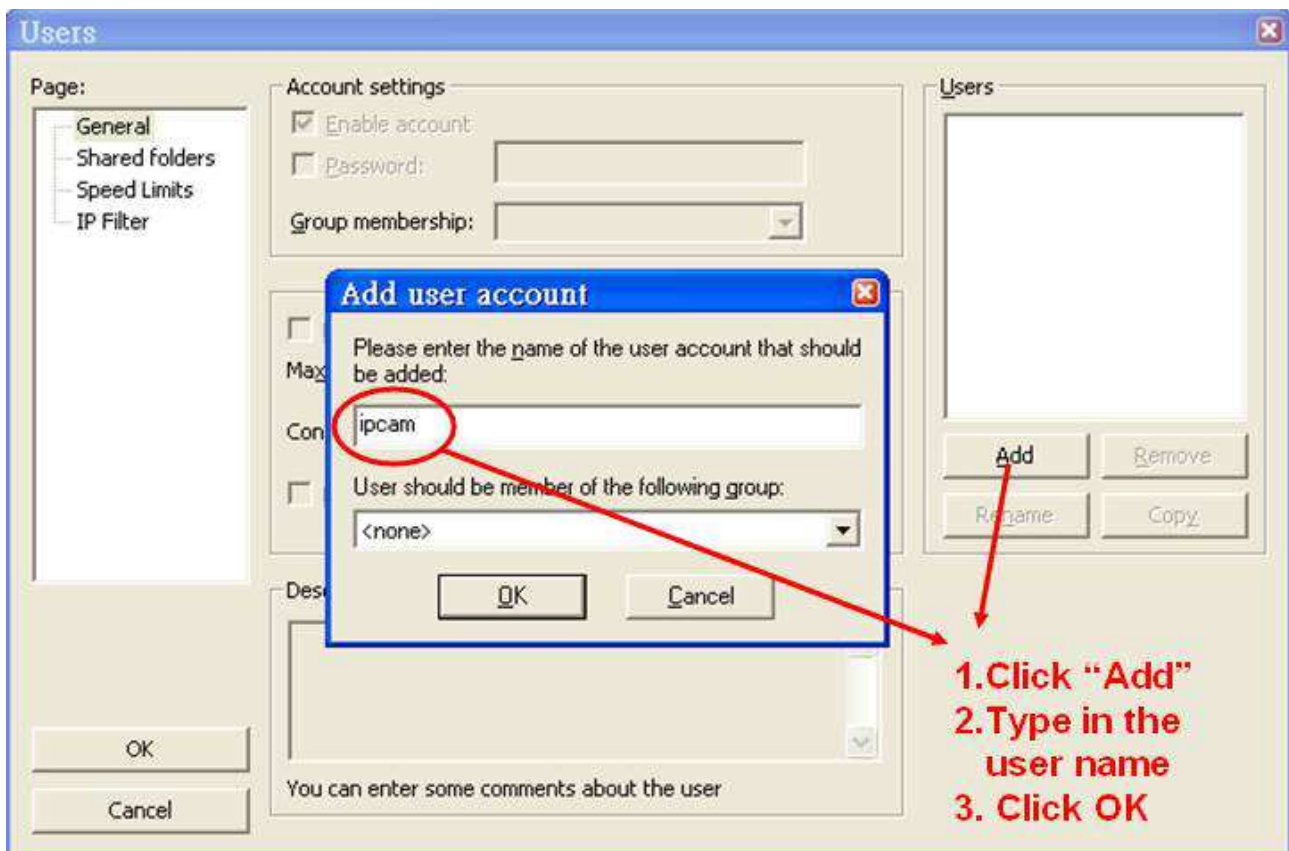 Users
Page:
General
Shared folders
Speed Limits
IP Filter
OK
Cancel
Account settings
Enable account
Password:
Group membership:
Max
Con
Desc
You can enter some comments about the user
Add user account
Please enter the name of the user account that should
be added:
ipcam
User should be member of the following group:
<none>
OK
Cancel
Users
Add
Remove
Rename
Copy
1.Click “Add”
2.Type in the
user name
3. Click OK